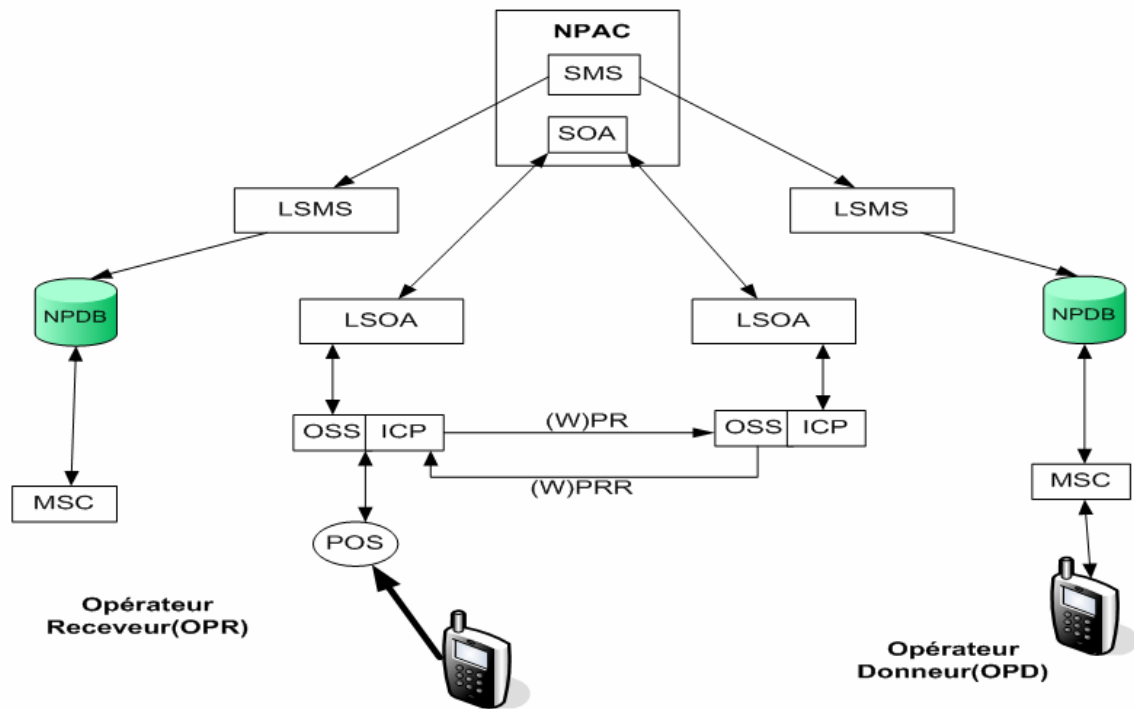 NPAC
SMS
SOA
LSMS
LSMS
NPDB
LSOA
LSOA
NPDB
OSS
ICP
(W)PR
OSS
ICP
(W)PRR
MSC
MSC
POS
Opérateur
Receveur(OPR)
Opérateur
Donneur(OPD)